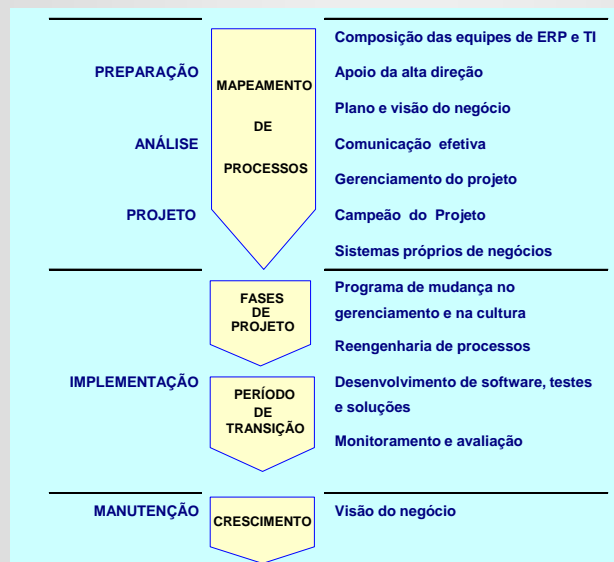 Composição das equipes de ERP e TI
PREPARAÇÃO
MAPEAMENTO
DE
PROCESSOS
Apoio da alta direção
Plano e visão do negócio
ANÁLISE
Comunicação efetiva
Gerenciamento do projeto
PROJETO
Campeão do Projeto
Sistemas próprios de negócios
FASES
DE
PROJETO
Programa de mudança no
gerenciamento e na cultura
Reengenharia de processos
IMPLEMENTAÇÃO
PERÍODO
DE
TRANSIÇÃO
Desenvolvimento de software, testes
e soluções
Monitoramento e avaliação
MANUTENÇÃO
CRESCIMENTO
Visão do negócio